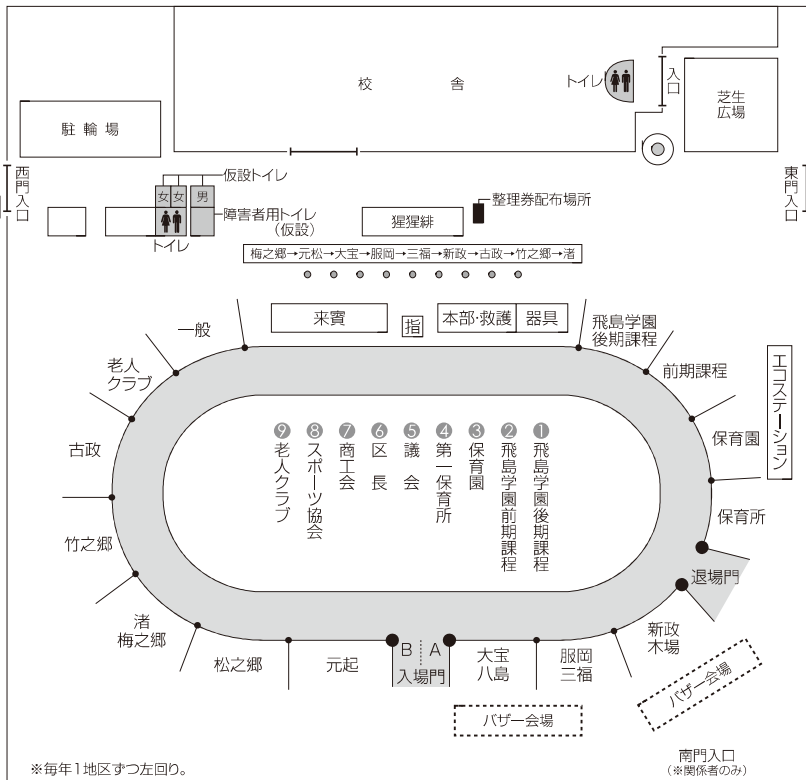 校舎
トイレ
入口
芝生
広場
駐輪場
西門入口
東門入口
仮設トイレ
女
女
男
障害者用トイレ
(仮設)
トイレ
猩猩緋
整理券配布場所
梅之郷→元松→大宝→服岡→三福→新政→古政→竹之郷→渚
来賓
指
本部·救護
器具
一般
飛島学園
後期課程
老人
クラブ
前期課程
エコステーション
古政
保育園
竹之郷
保育所
❶飛島学園後期課程
❷飛島学園前期課程
❸保育園
❹第一保育所
❺議会
❻区長
❼商工会
❽スポーツ協会
❾老人クラブ
退場門
渚
梅之郷
松之郷
元起
B
A
入場門
大宝
八島
服岡
三福
新政
木場
バザー会場
バザー会場
南門入口
(※関係者のみ)
※毎年1地区ずつ左回り。